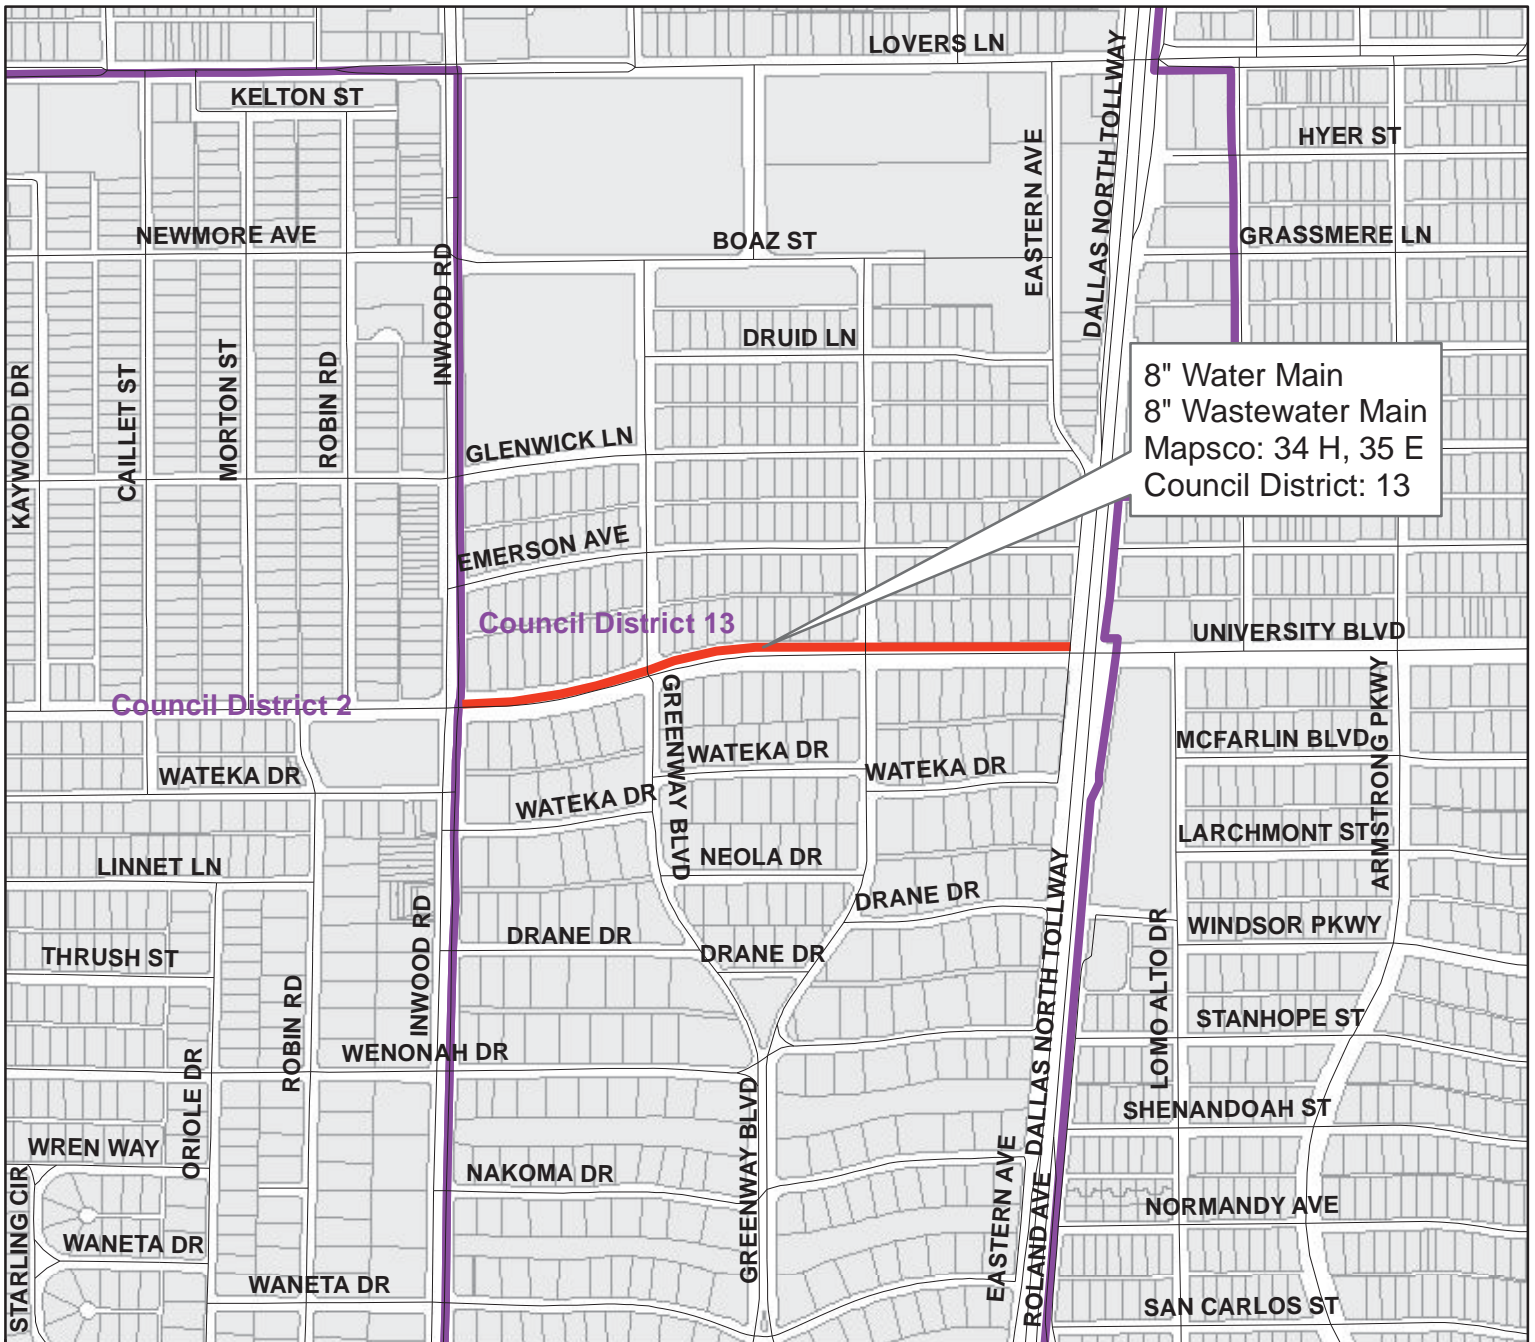 LOVERS LN
KELTON ST
HYER ST
EASTERN AVE
DALLAS NORTH TOLLWAY
NEWMORE AVE
BOAZ ST
GRASSMERE LN
INWOOD RD
DRUID LN
KAYWOOD DR
CAILLET ST
MORTON ST
ROBIN RD
8" Water Main
8" Wastewater Main
Mapsco: 34 H, 35 E
Council District: 13
GLENWICK LN
EMERSON AVE
Council District 13
UNIVERSITY BLVD
Council District 2
GREENWAY BLVD
ARMSTRONG PKWY
MCFARLIN BLVD
WATEKA DR
WATEKA DR
WATEKA DR
WATEKA DR
LARCHMONT ST
NEOLA DR
LINNET LN
DRANE DR
WINDSOR PKWY
DRANE DR
DRANE DR
THRUSH ST
INWOOD RD
DALLAS NORTH TOLLWAY
LOMO ALTO DR
ROBIN RD
STANHOPE ST
WENONAH DR
ORIOLE DR
SHENANDOAH ST
WREN WAY
GREENWAY BLVD
NAKOMA DR
EASTERN AVE
ROLAND AVE
NORMANDY AVE
STARLING CIR
WANETA DR
WANETA DR
SAN CARLOS ST